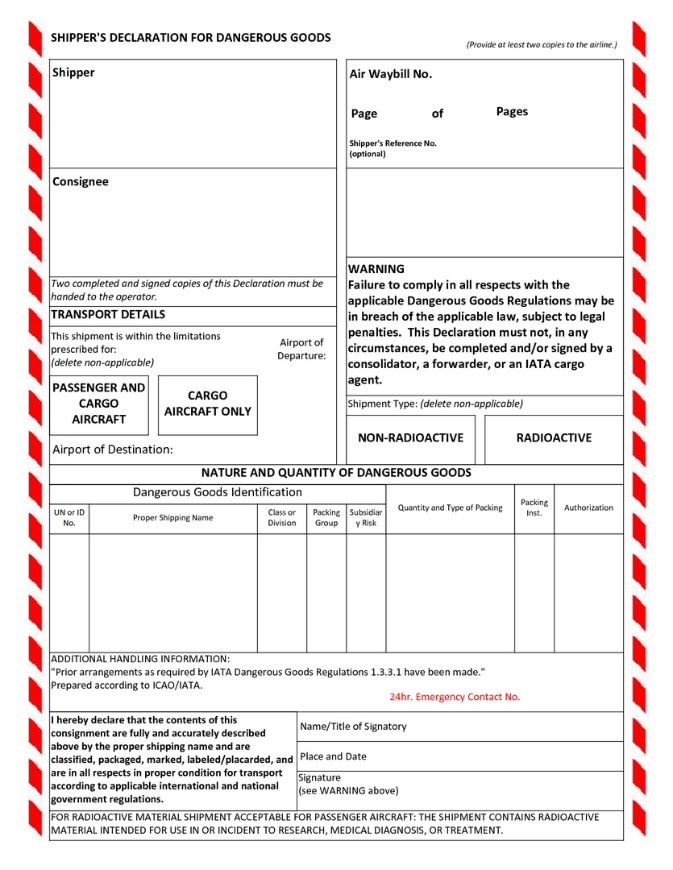 SHIPPER'S DECLARATION FOR DANGEROUS GOODS
(Provide at least two copies to the airline.)
Shipper
Air Waybill No.
Page of Pages
Shipper's Reference No.
(optional)
Consignee
Two completed and signed copies of this Declaration must be
handed to the operator.
TRANSPORT DETAILS
This shipment is within the limitations
prescribed for:
(delete non-applicable)
Airport of
Departure:
PASSENGER AND
CARGO
AIRCRAFT
CARGO
AIRCRAFT ONLY
Airport of Destination:
WARNING
Failure to comply in all respects with the
applicable Dangerous Goods Regulations may be
in breach of the applicable law, subject to legal
penalties. This Declaration must not, in any
circumstances, be completed and/or signed by a
consolidator, a forwarder, or an IATA cargo
agent.
Shipment Type: (delete non-applicable)
NON-RADIOACTIVE
RADIOACTIVE
NATURE AND QUANTITY OF DANGEROUS GOODS
Dangerous Goods Identification
UN or ID
No.
Proper Shipping Name
Class or
Division
Packing
Group
Subsidiar
y Risk
Quantity and Type of Packing
Packing
Inst.
Authorization
ADDITIONAL HANDLING INFORMATION:
"Prior arrangements as required by IATA Dangerous Goods Regulations 1.3.3.1 have been made."
Prepared according to ICAO/IATA.
24hr. Emergency Contact No.
I hereby declare that the contents of this
consignment are fully and accurately described
above by the proper shipping name and are
classified, packaged, marked, labeled/placarded, and
are in all respects in proper condition for transport
according to applicable international and national
government regulations.
Name/Title of Signatory
Place and Date
Signature
(see WARNING above)
FOR RADIOACTIVE MATERIAL SHIPMENT ACCEPTABLE FOR PASSENGER AIRCRAFT: THE SHIPMENT CONTAINS RADIOACTIVE
MATERIAL INTENDED FOR USE IN OR INCIDENT TO RESEARCH, MEDICAL DIAGNOSIS, OR TREATMENT.